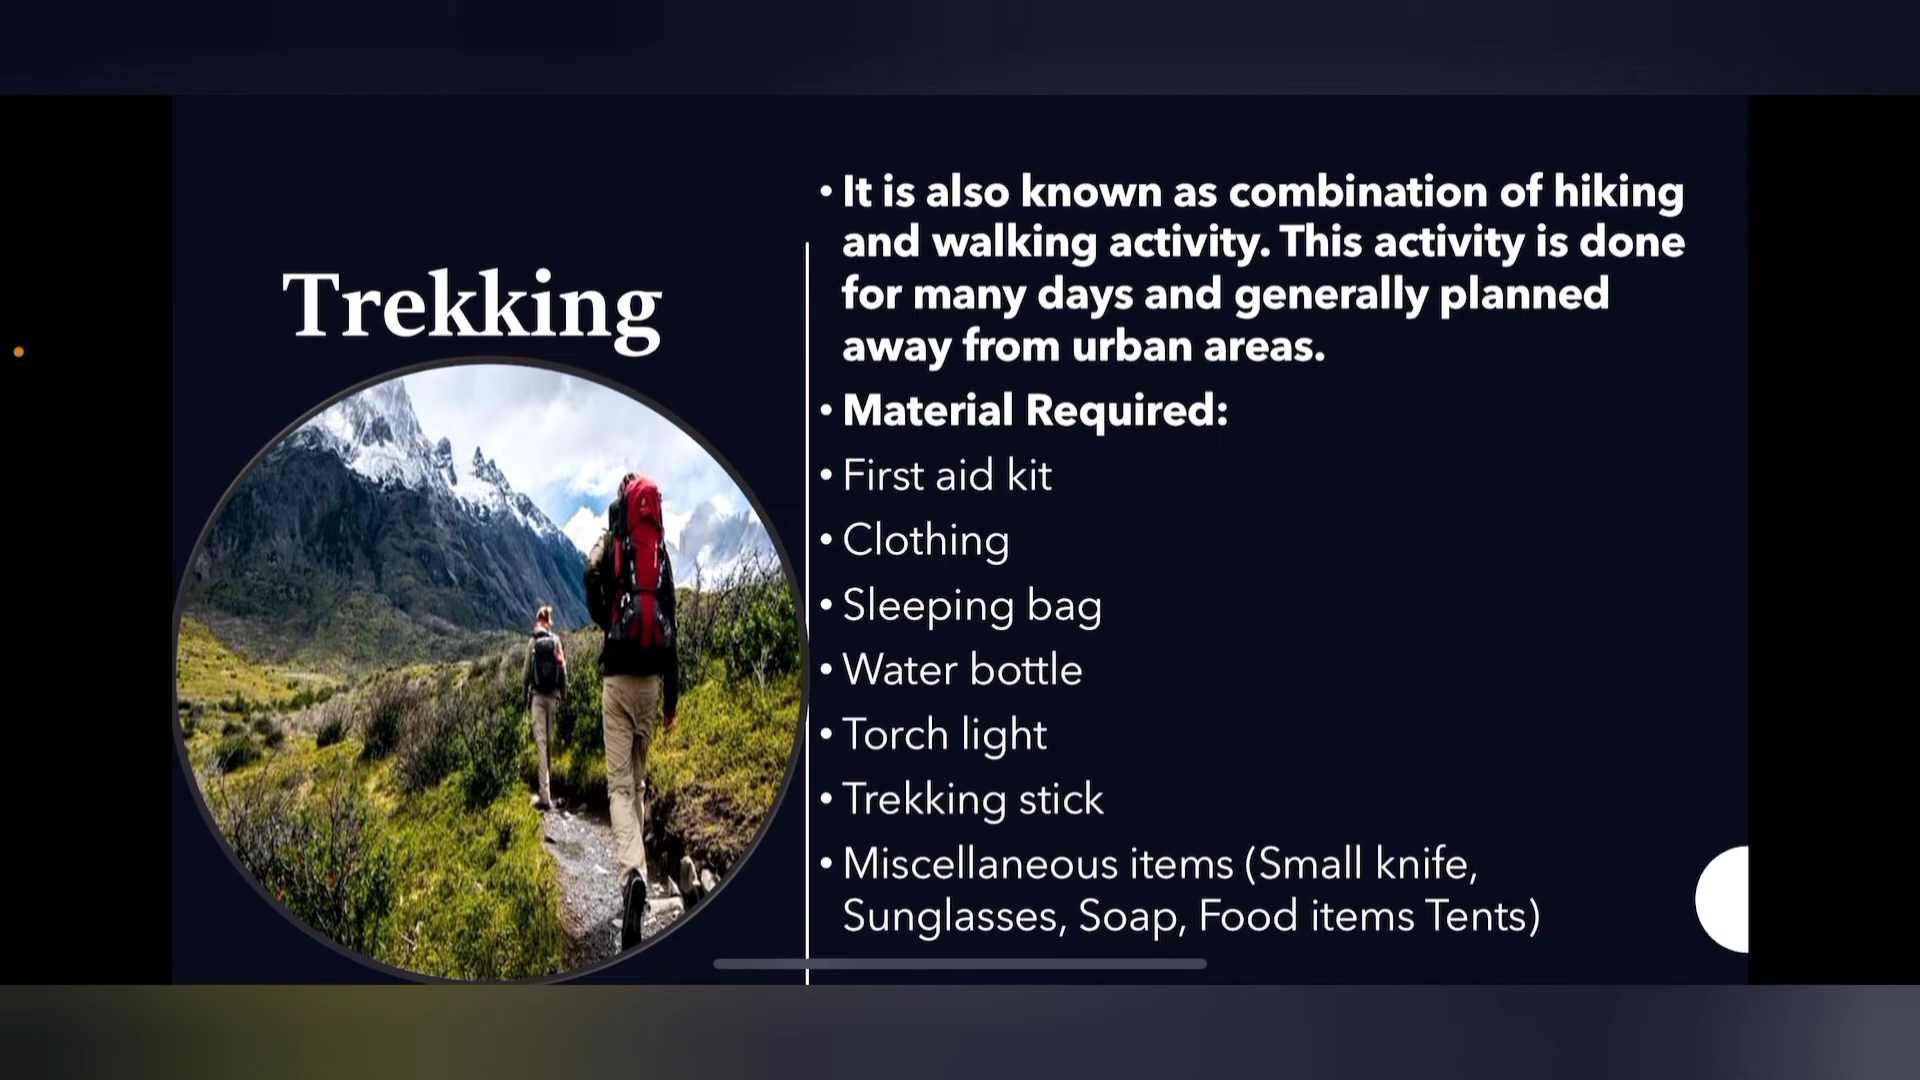 Trekking
• It is also known as combination of hiking
and walking activity. This activity is done
for many days and generally planned
away from urban areas.
• Material Required:
• First aid kit
• Clothing
• Sleeping bag
• Water bottle
• Torch light
• Trekking stick
• Miscellaneous items (Small knife,
Sunglasses, Soap, Food items Tents)